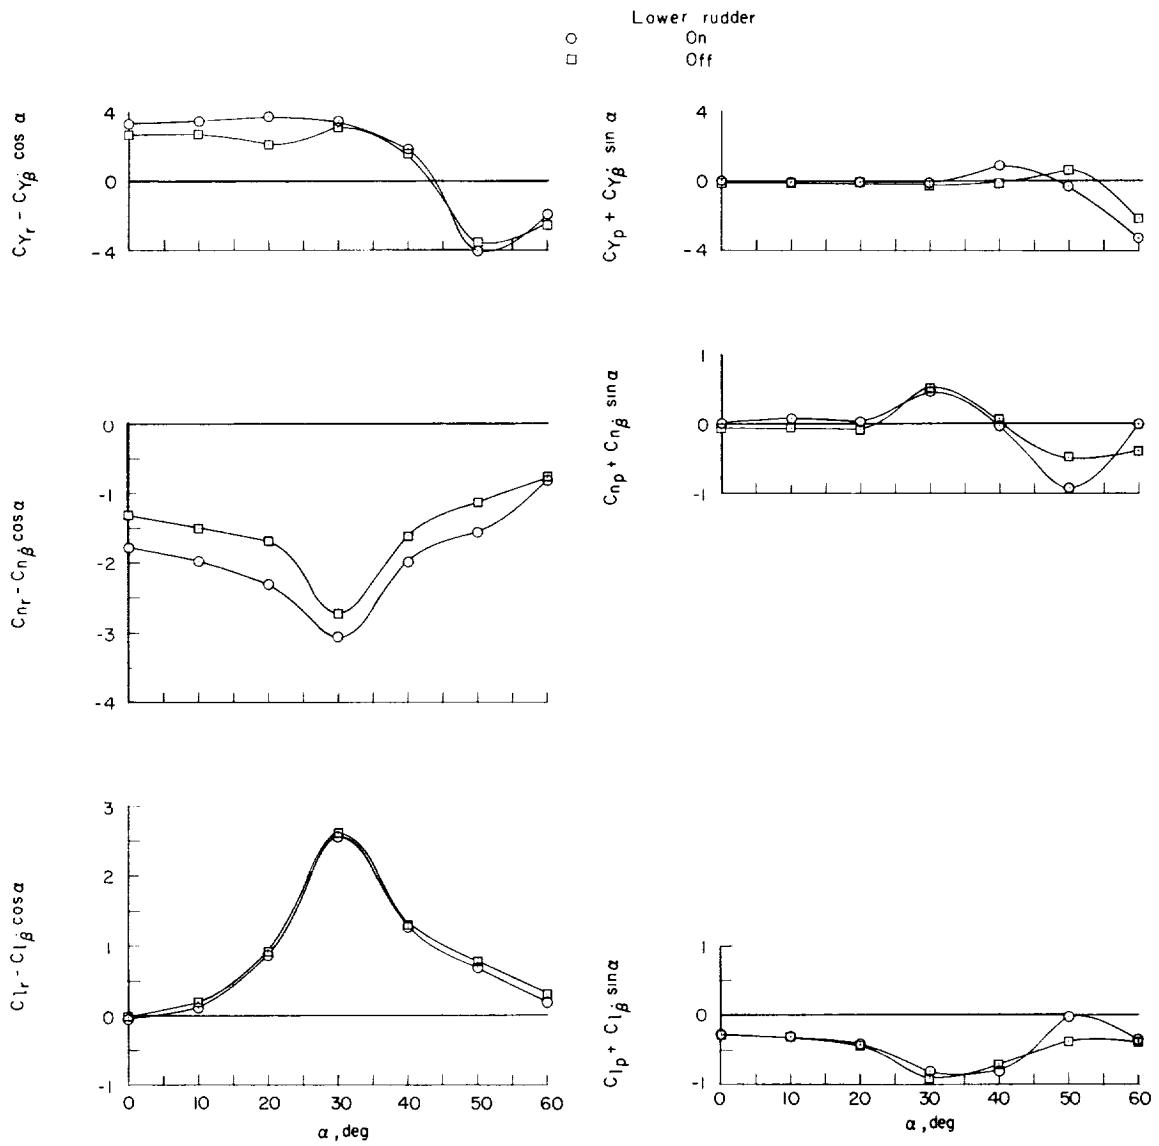 Lower rudder
○ On
□ Off
C_Yr – C_Yβ̇ cos α
4
0
-4
C_Yp + C_Yβ̇ sin α
4
0
-4
C_nr – C_nβ̇ cos α
0
-1
-2
-3
-4
C_np + C_nβ̇ sin α
1
0
-1
C_lr – C_lβ̇ cos α
3
2
1
0
-1
0 10 20 30 40 50 60
α, deg
C_lp + C_lβ̇ sin α
1
0
-1
0 10 20 30 40 50 60
α, deg